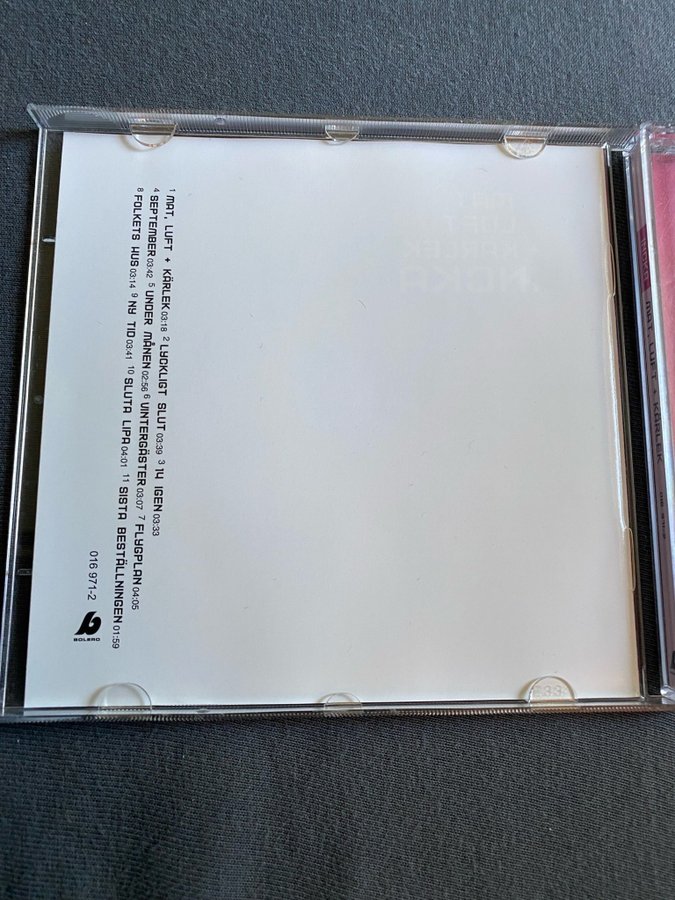 1 MAT, LUFT + KÄRLEK 03:18 2 LYCKLIGT SLUT 03:39 3 14 IGEN 03:33
4 SEPTEMBER 03:42 5 UNDER MÅNEN 02:56 6 VINTERGÄSTER 03:07 7 FLYGPLAN 04:05
8 FOLKETS HUS 03:14 9 NY TID 03:41 10 SLUTA LIPA 04:01 11 SISTA BESTÄLLNINGEN 01:59
016 971-2
BOLERO
MAT, LUFT + KÄRLEK